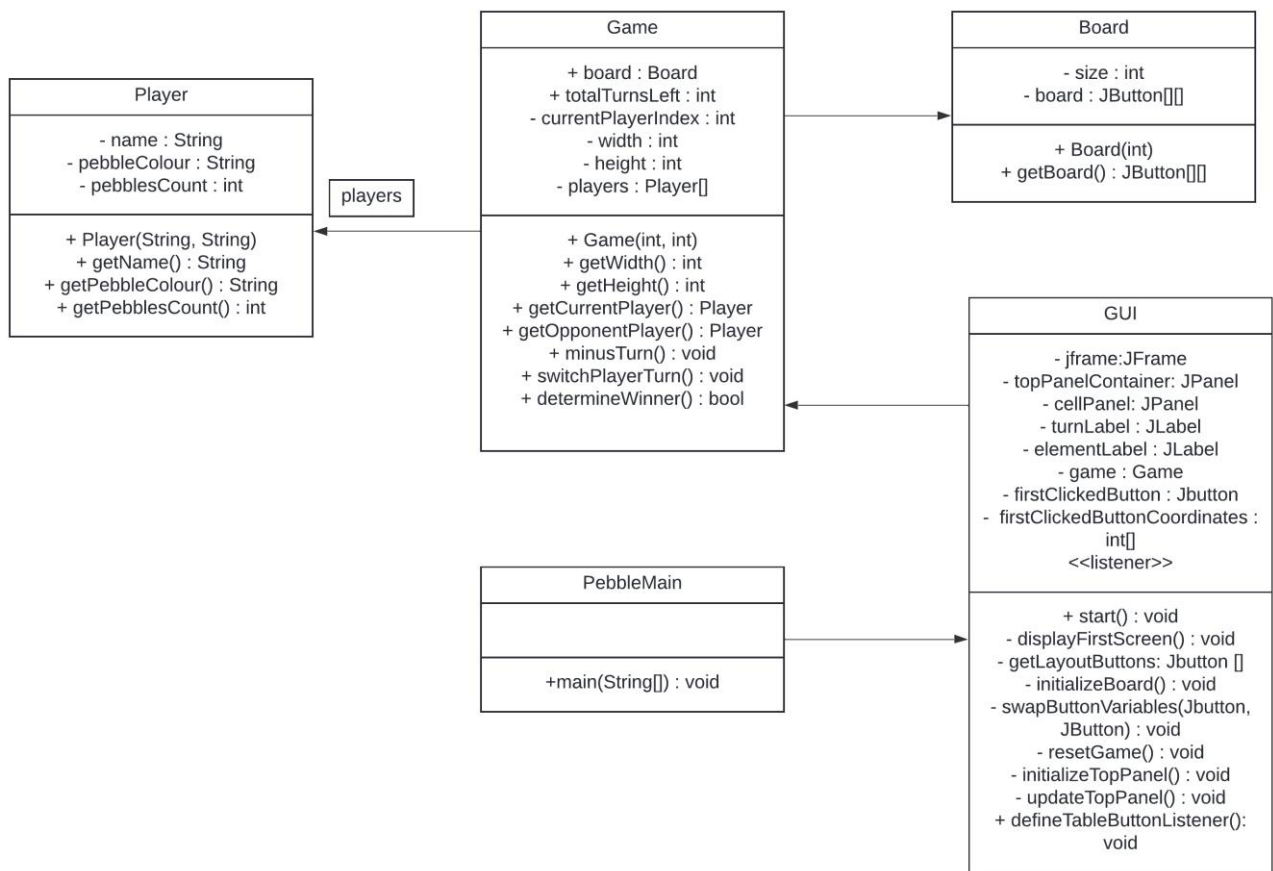 Player
- name : String
- pebbleColour : String
- pebblesCount : int
+ Player(String, String)
+ getName() : String
+ getPebbleColour() : String
+ getPebblesCount() : int
players
Game
+ board : Board
+ totalTurnsLeft : int
- currentPlayerIndex : int
- width : int
- height : int
- players : Player[]
+ Game(int, int)
+ getWidth() : int
+ getHeight() : int
+ getCurrentPlayer() : Player
+ getOpponentPlayer() : Player
+ minusTurn() : void
+ switchPlayerTurn() : void
+ determineWinner() : bool
Board
- size : int
- board : JButton[][]
+ Board(int)
+ getBoard() : JButton[][]
PebbleMain
+main(String[]) : void
GUI
- jframe:JFrame
- topPanelContainer: JPanel
- cellPanel: JPanel
- turnLabel : JLabel
- elementLabel : JLabel
- game : Game
- firstClickedButton : Jbutton
- firstClickedButtonCoordinates :
int[]
<<listener>>
+ start() : void
- displayFirstScreen() : void
- getLayoutButtons: Jbutton []
- initializeBoard() : void
- swapButtonVariables(Jbutton,
JButton) : void
- resetGame() : void
- initializeTopPanel() : void
- updateTopPanel() : void
+ defineTableButtonListener():
void